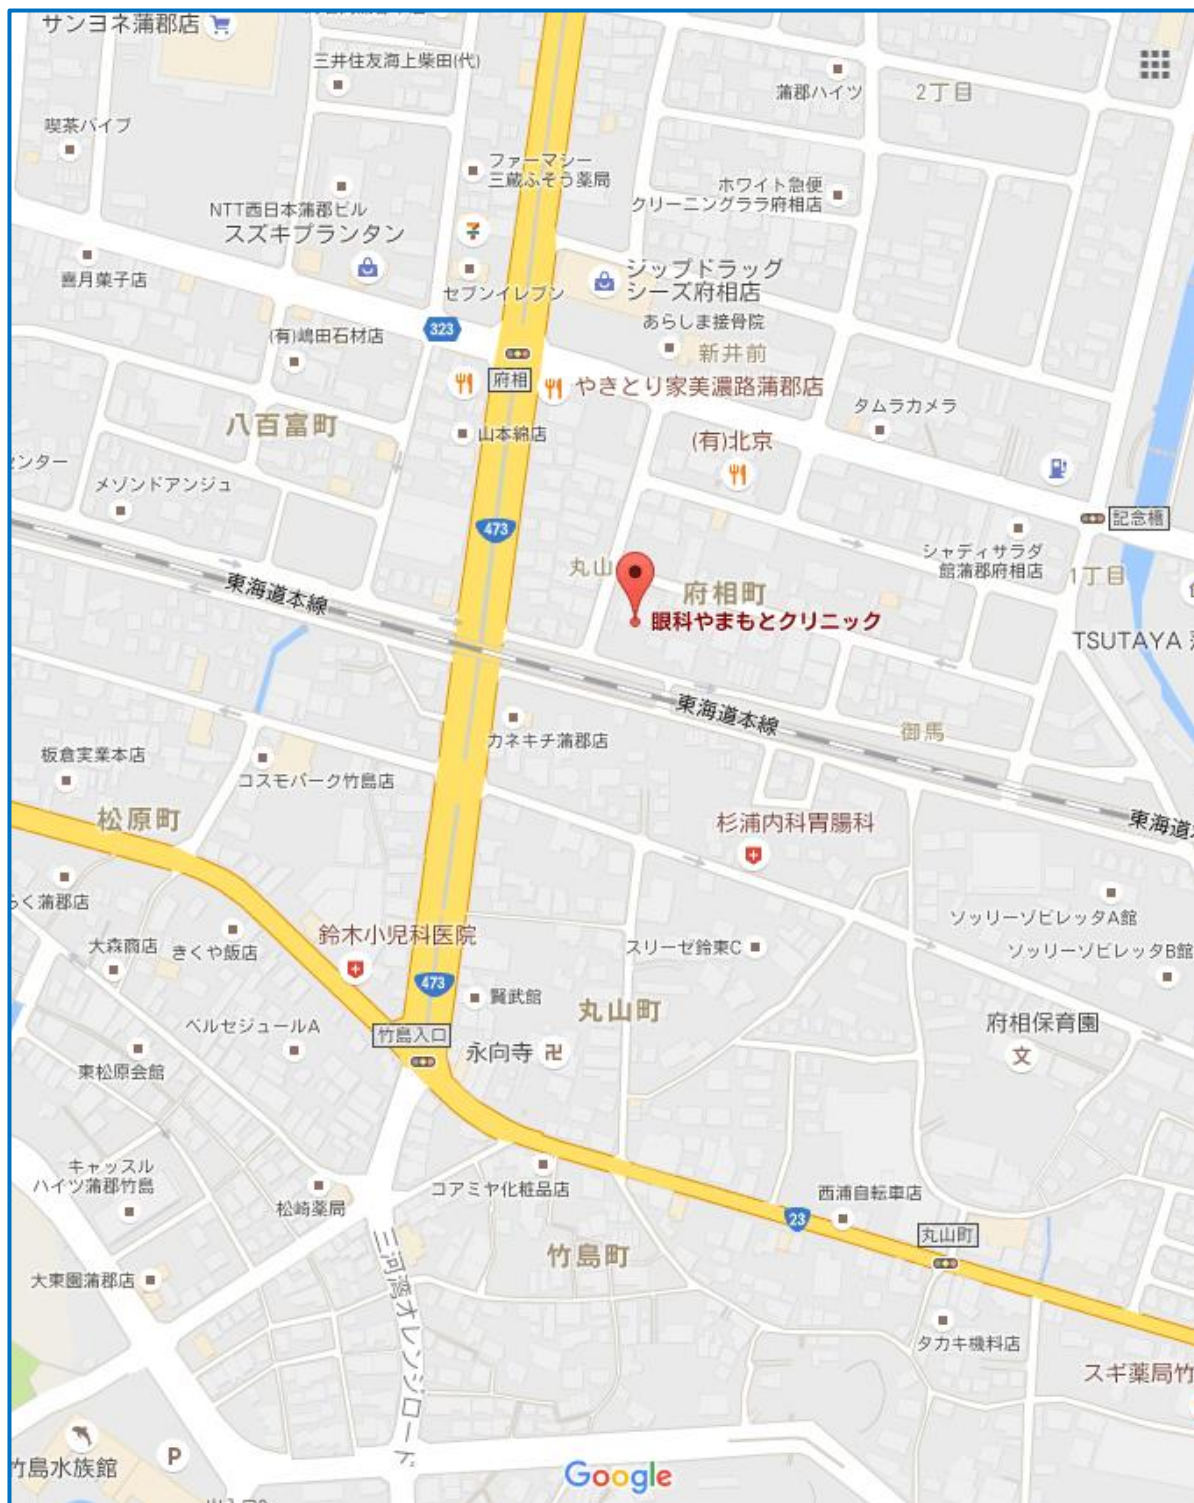 サンヨネ蒲郡店
三井住友海上柴田(代)
蒲郡ハイツ
2丁目
喫茶パイプ
ファーマシー
三蔵ふそう薬局
ホワイト急便
クリーニングララ府相店
NTT西日本蒲郡ビル
スズキプランタン
喜月菓子店
セブンイレブン
ジップドラッグ
シーズ府相店
あらしま接骨院
(有)嶋田石材店
323
新井前
府相
やきとり家美濃路蒲郡店
タムラカメラ
八百富町
山本綿店
(有)北京
ンター
メゾンドアンジュ
473
記念橋
シャディサラダ
館蒲郡府相店
1丁目
丸山
府相町
東海道本線
眼科やまもとクリニック
TSUTAYA
東海道本線
御馬
カネキチ蒲郡店
板倉実業本店
コスモパーク竹島店
松原町
杉浦内科胃腸科
東海道
らく蒲郡店
大森商店
きくや飯店
鈴木小児科医院
スリーゼ鈴東C
ソッリーゾビレッタA館
ソッリーゾビレッタB館
473
賢武館
丸山町
ベルセジュールA
竹島入口
永向寺
府相保育園
文
東松原会館
キャッスル
ハイツ蒲郡竹島
松崎薬局
コアミヤ化粧品店
西浦自転車店
23
丸山町
三河湾オレンジロード
竹島町
大東園蒲郡店
タカキ機料店
スギ薬局竹
竹島水族館
P
Google